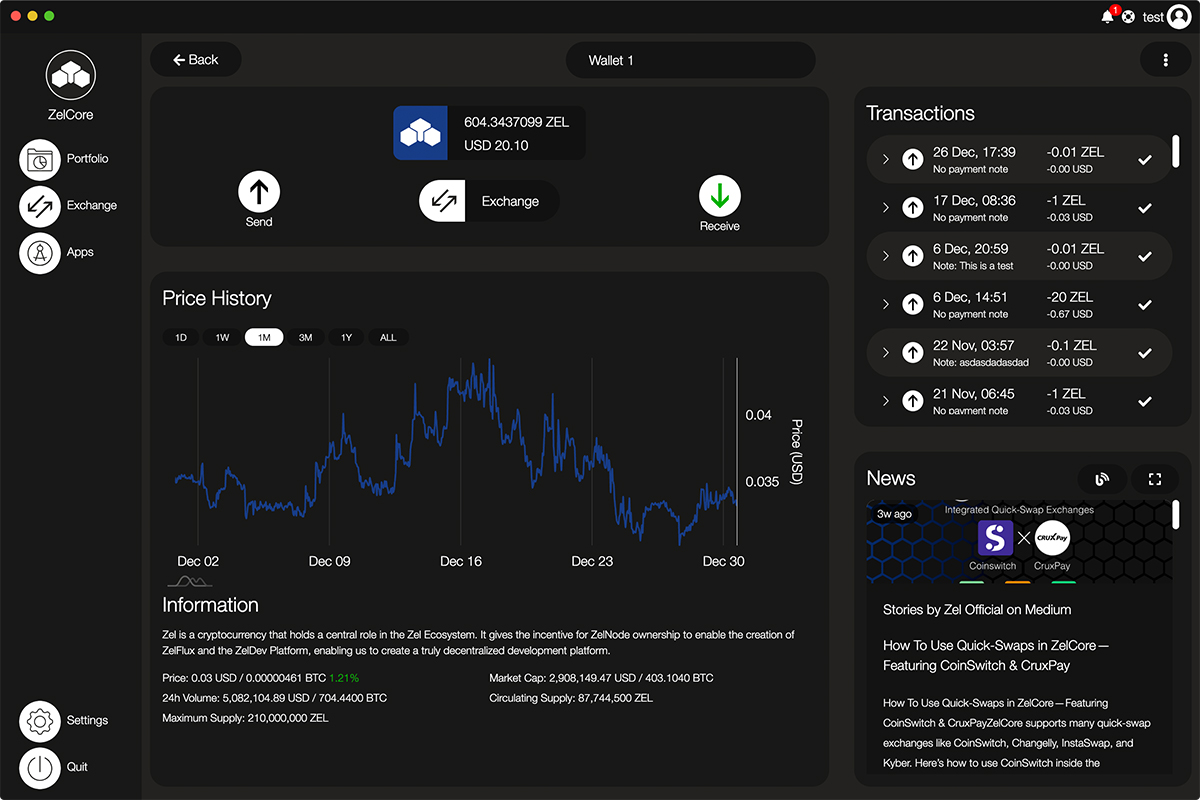 1
test
ZelCore
Portfolio
Exchange
Apps
Settings
Quit
Back
Wallet 1
604.3437099 ZEL
USD 20.10
Send
Exchange
Receive
Price History
1D 1W 1M 3M 1Y ALL
0.04
0.035
Price (USD)
Dec 02 Dec 09 Dec 16 Dec 23 Dec 30
Information
Zel is a cryptocurrency that holds a central role in the Zel Ecosystem. It gives the incentive for ZelNode ownership to enable the creation of
ZelFlux and the ZelDev Platform, enabling us to create a truly decentralized development platform.
Price: 0.03 USD / 0.00000461 BTC 1.21%
Market Cap: 2,908,149.47 USD / 403.1040 BTC
24h Volume: 5,082,104.89 USD / 704.4400 BTC
Circulating Supply: 87,744,500 ZEL
Maximum Supply: 210,000,000 ZEL
Transactions
26 Dec, 17:39 -0.01 ZEL
No payment note -0.00 USD
17 Dec, 08:36 -1 ZEL
No payment note -0.03 USD
6 Dec, 20:59 -0.01 ZEL
Note: This is a test -0.00 USD
6 Dec, 14:51 -20 ZEL
No payment note -0.67 USD
22 Nov, 03:57 -0.1 ZEL
Note: asdasdadasdad -0.00 USD
21 Nov, 06:45 -1 ZEL
No payment note -0.03 USD
News
3w ago
Integrated Quick-Swap Exchanges
CRUXPay
Coinswitch CruxPay
Stories by Zel Official on Medium
How To Use Quick-Swaps in ZelCore —
Featuring CoinSwitch & CruxPay
How To Use Quick-Swaps in ZelCore — Featuring
CoinSwitch & CruxPayZelCore supports many quick-swap
exchanges like CoinSwitch, Changelly, InstaSwap, and
Kyber. Here's how to use CoinSwitch inside the